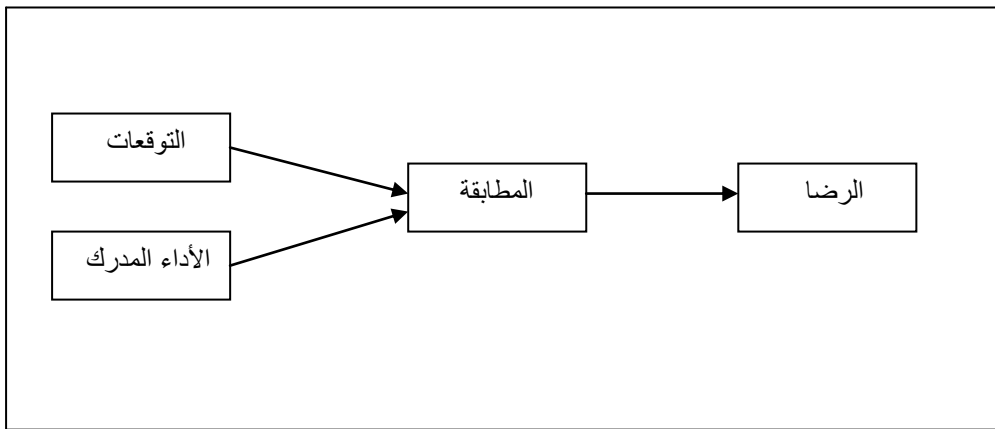 التوقعات
المطابقة
الرضا
الأداء المدرك